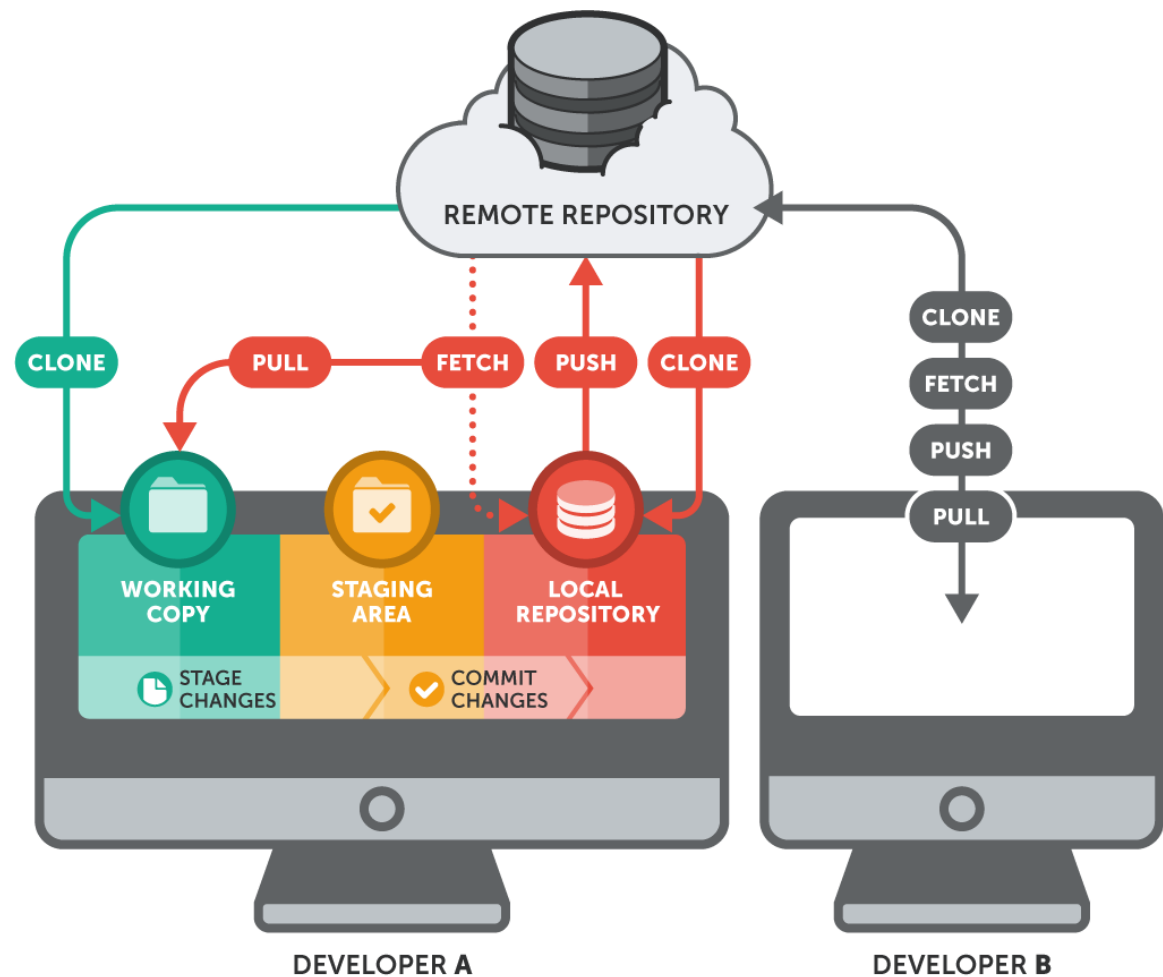 REMOTE REPOSITORY
CLONE
PULL
FETCH
PUSH
CLONE
CLONE
FETCH
PUSH
PULL
WORKING
COPY
STAGING
AREA
LOCAL
REPOSITORY
STAGE
CHANGES
COMMIT
CHANGES
DEVELOPER A
DEVELOPER B